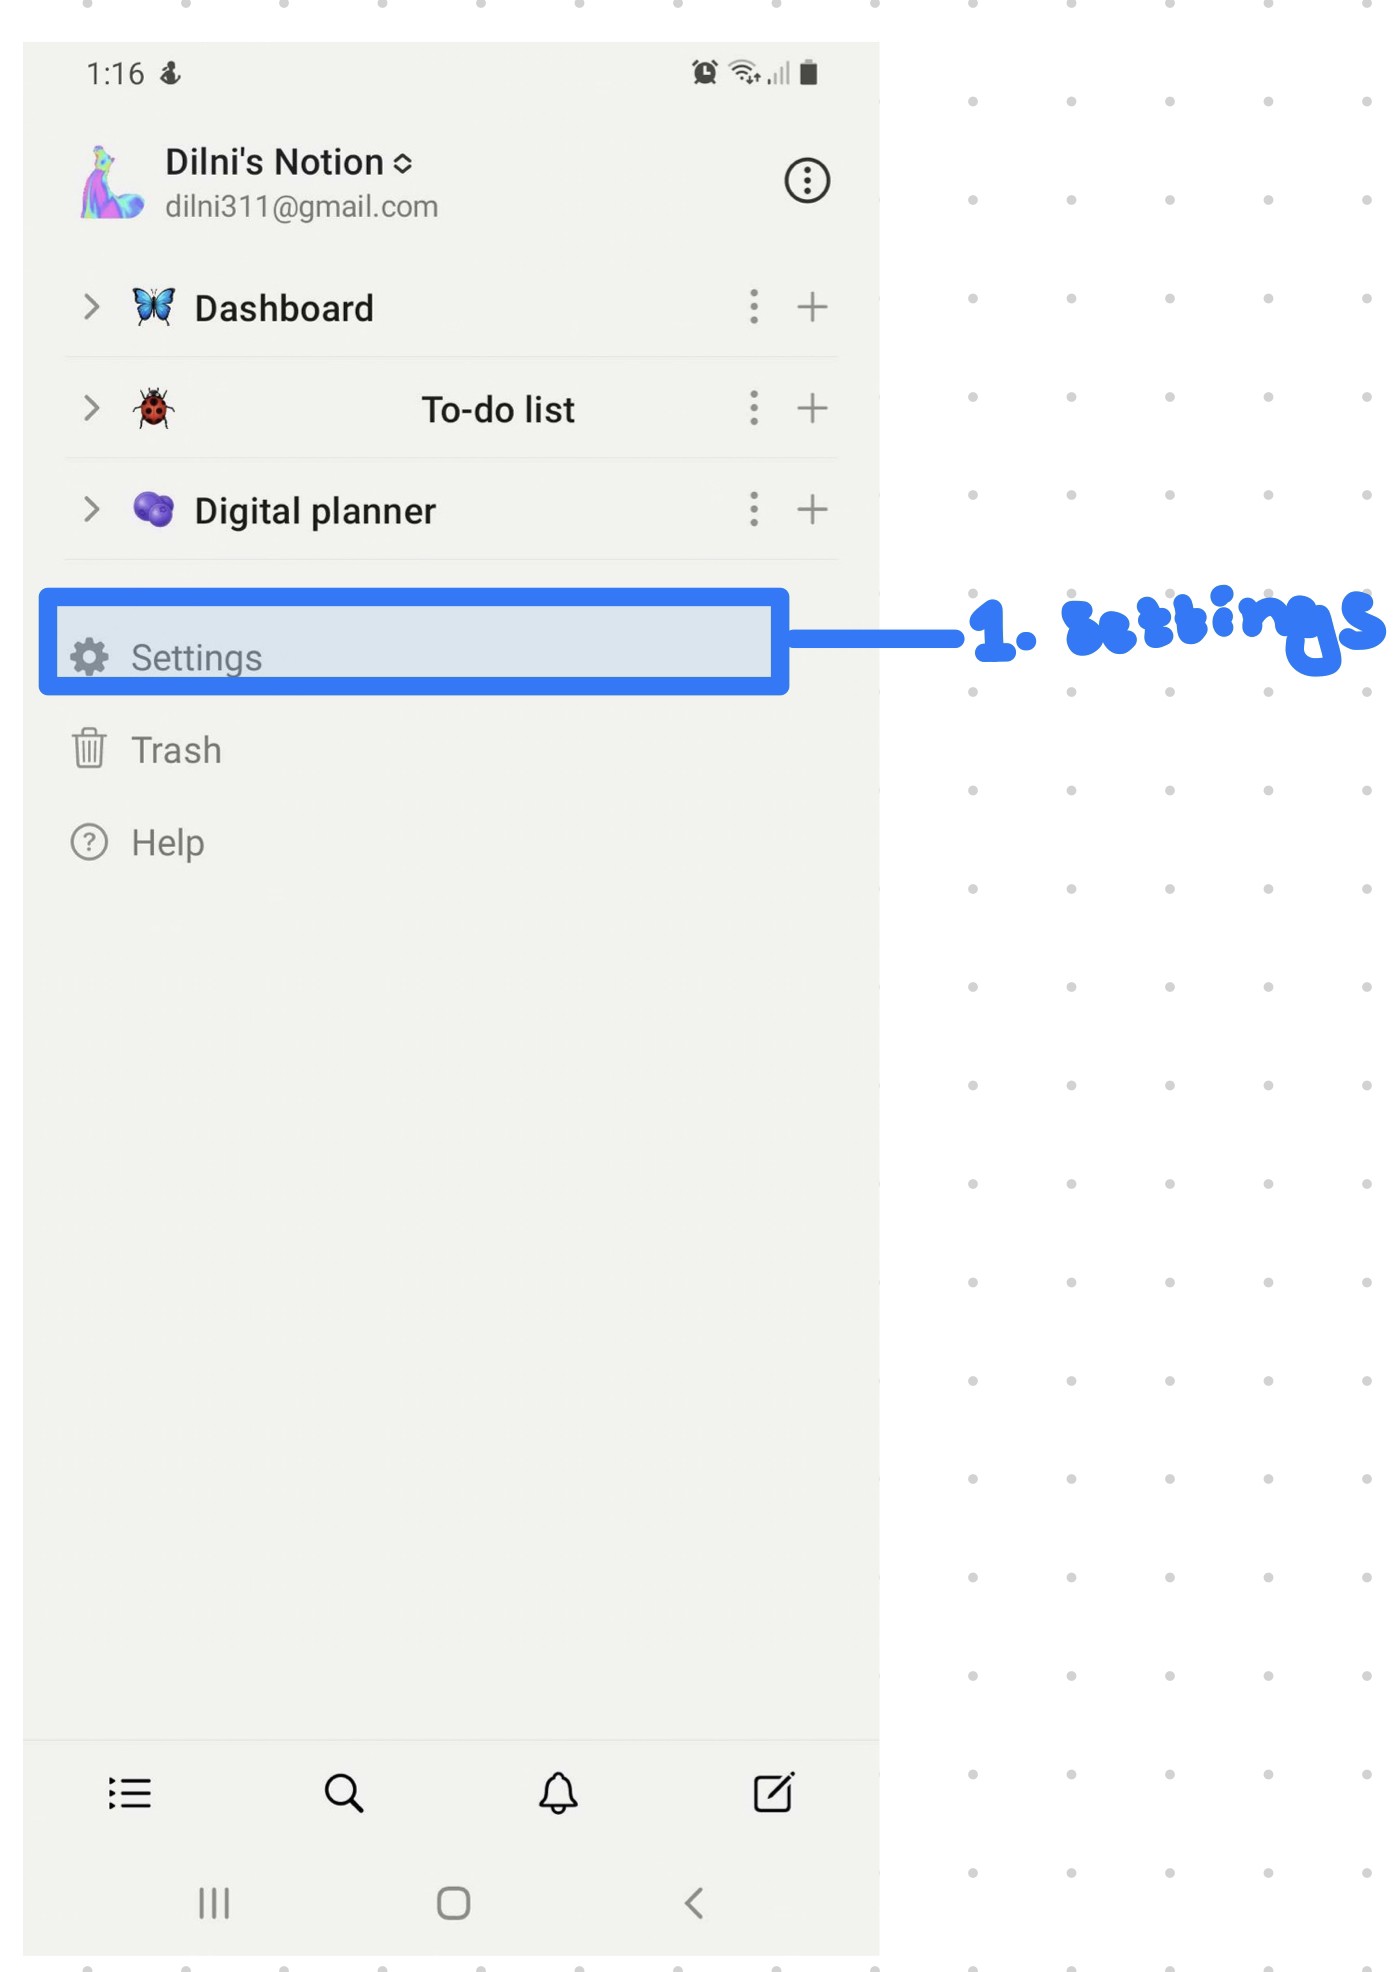 1:16
Dilni's Notion
dilni311@gmail.com
Dashboard
To-do list
Digital planner
Settings
1. Settings
Trash
Help